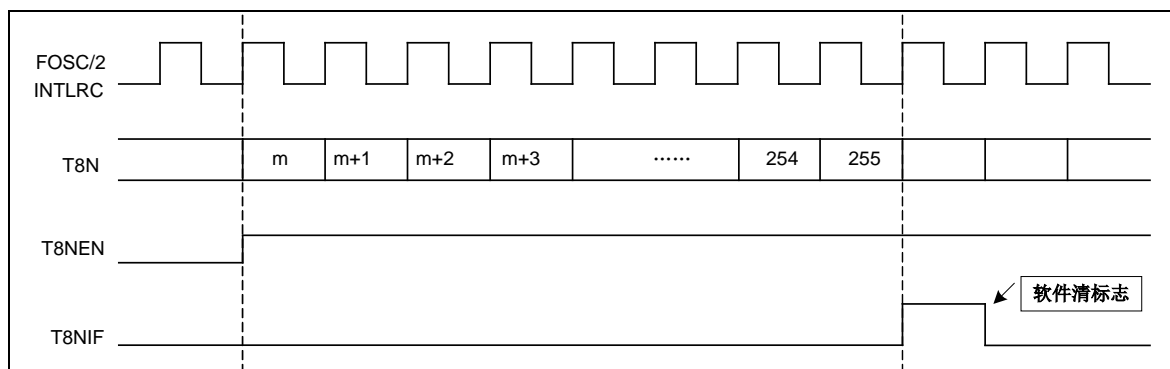 FOSC/2
INTLRC
T8N m m+1 m+2 m+3 …… 254 255
T8NEN
软件清标志
T8NIF